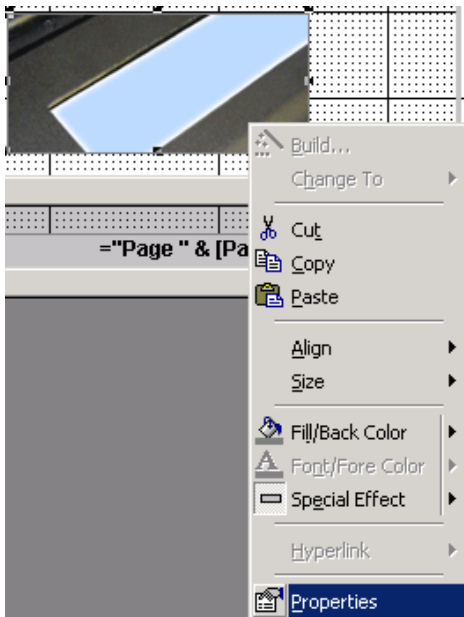 Build...
Change To
Cut
="Page " & [Pa
Copy
Paste
Align
Size
Fill/Back Color
Font/Fore Color
Special Effect
Hyperlink
Properties